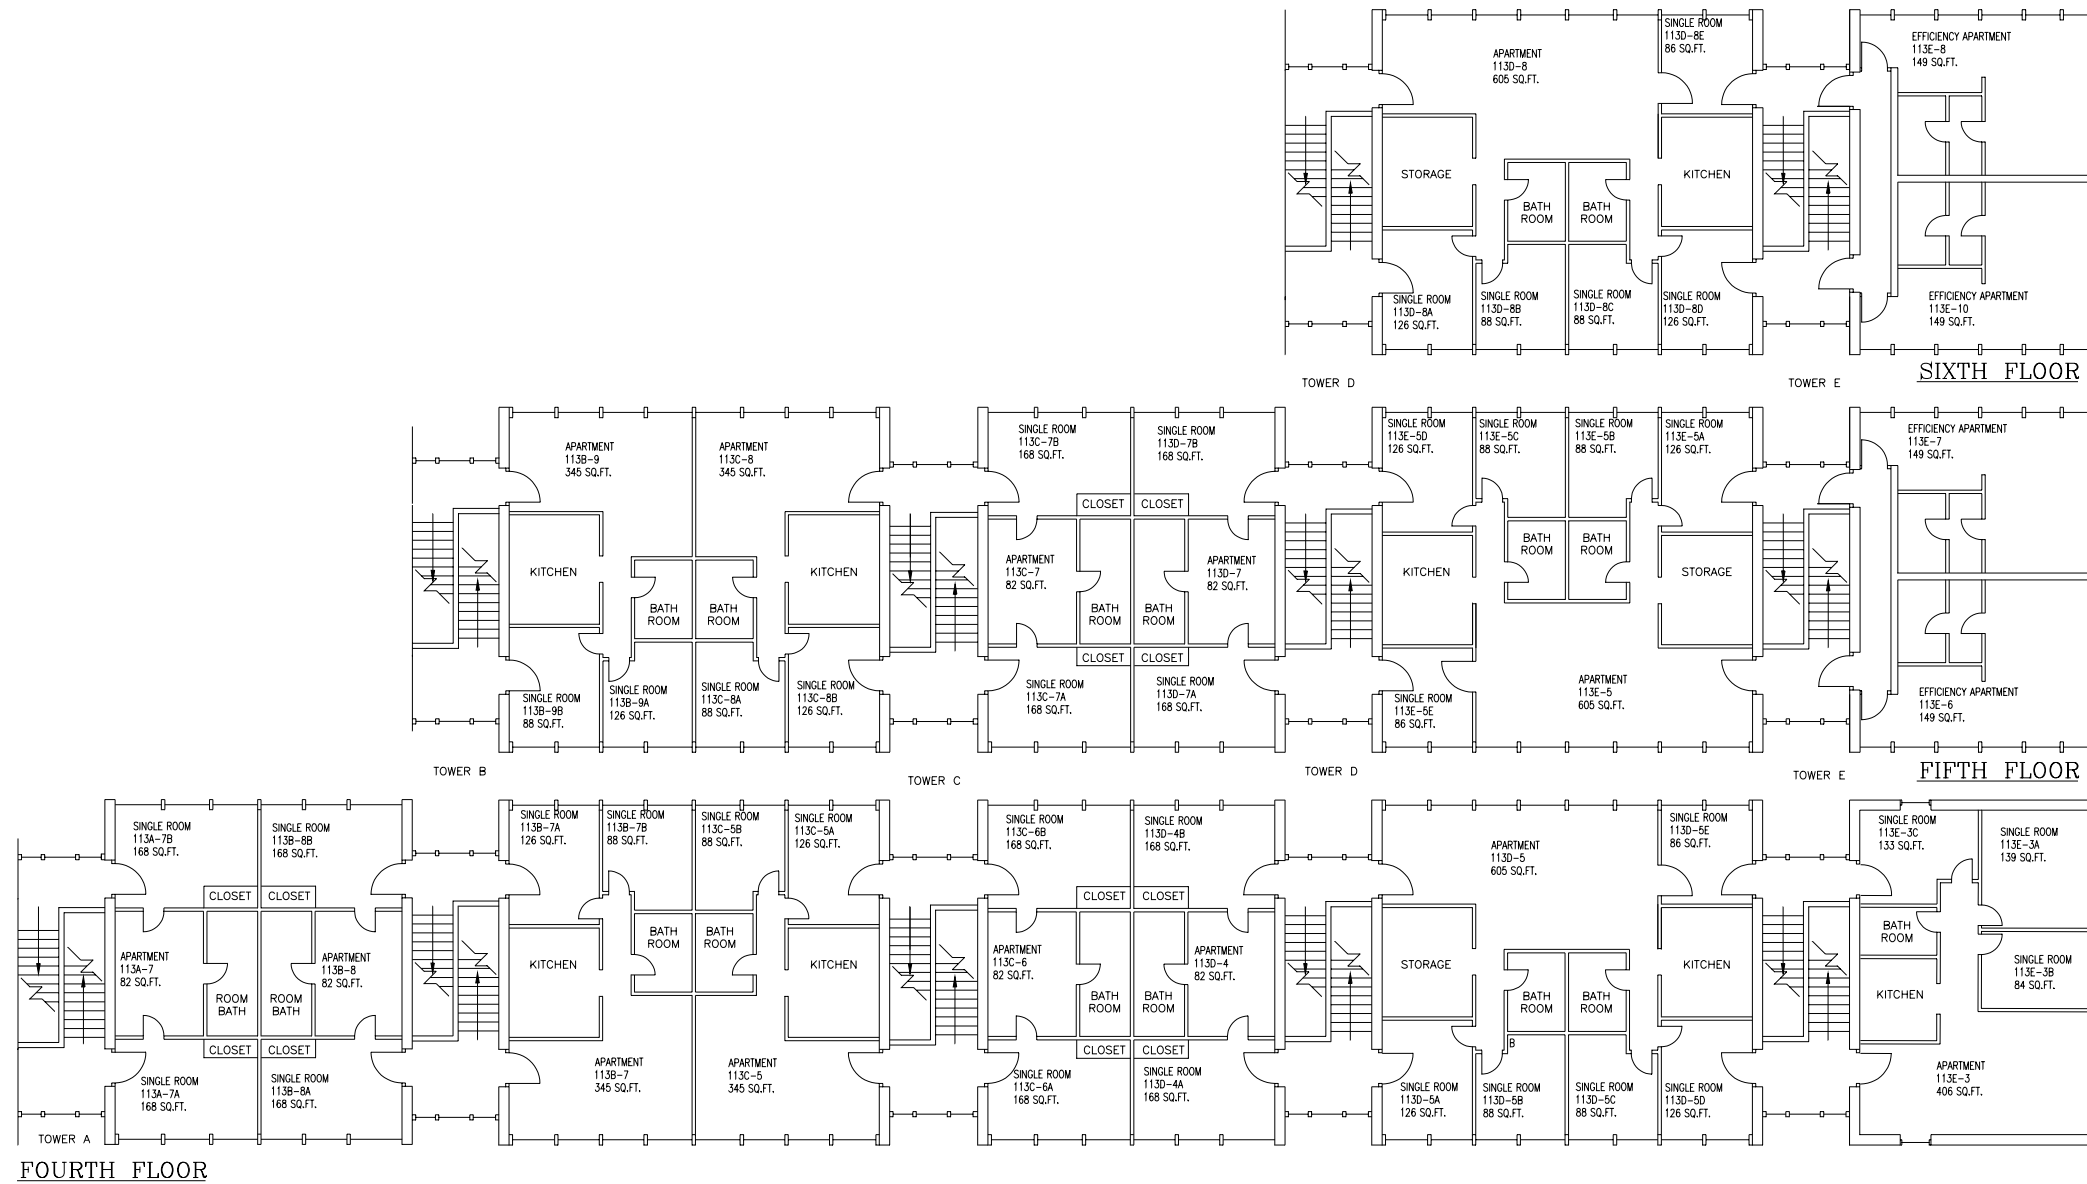 SINGLE ROOM
113D-8E
86 SQ.FT.
APARTMENT
113D-8
605 SQ.FT.
EFFICIENCY APARTMENT
113E-8
149 SQ.FT.
STORAGE
KITCHEN
BATH
ROOM
BATH
ROOM
SINGLE ROOM
113D-8A
126 SQ.FT.
SINGLE ROOM
113D-8B
88 SQ.FT.
SINGLE ROOM
113D-8C
88 SQ.FT.
SINGLE ROOM
113D-8D
126 SQ.FT.
EFFICIENCY APARTMENT
113E-10
149 SQ.FT.
TOWER D
TOWER E
SIXTH FLOOR
APARTMENT
113B-9
345 SQ.FT.
APARTMENT
113C-8
345 SQ.FT.
SINGLE ROOM
113C-7B
168 SQ.FT.
SINGLE ROOM
113D-7B
168 SQ.FT.
SINGLE ROOM
113E-5D
126 SQ.FT.
SINGLE ROOM
113E-5C
88 SQ.FT.
SINGLE ROOM
113E-5B
88 SQ.FT.
SINGLE ROOM
113E-5A
126 SQ.FT.
EFFICIENCY APARTMENT
113E-7
149 SQ.FT.
CLOSET
CLOSET
KITCHEN
KITCHEN
APARTMENT
113C-7
82 SQ.FT.
APARTMENT
113D-7
82 SQ.FT.
KITCHEN
BATH
ROOM
BATH
ROOM
STORAGE
BATH
ROOM
BATH
ROOM
BATH
ROOM
BATH
ROOM
CLOSET
CLOSET
SINGLE ROOM
113B-9B
88 SQ.FT.
SINGLE ROOM
113B-9A
126 SQ.FT.
SINGLE ROOM
113C-8A
88 SQ.FT.
SINGLE ROOM
113C-8B
126 SQ.FT.
SINGLE ROOM
113C-7A
168 SQ.FT.
SINGLE ROOM
113D-7A
168 SQ.FT.
SINGLE ROOM
113E-5E
86 SQ.FT.
APARTMENT
113E-5
605 SQ.FT.
EFFICIENCY APARTMENT
113E-6
149 SQ.FT.
TOWER B
TOWER C
TOWER D
TOWER E
FIFTH FLOOR
SINGLE ROOM
113A-7B
168 SQ.FT.
SINGLE ROOM
113B-8B
168 SQ.FT.
SINGLE ROOM
113B-7A
126 SQ.FT.
SINGLE ROOM
113B-7B
88 SQ.FT.
SINGLE ROOM
113C-5B
88 SQ.FT.
SINGLE ROOM
113C-5A
126 SQ.FT.
SINGLE ROOM
113C-6B
168 SQ.FT.
SINGLE ROOM
113D-4B
168 SQ.FT.
APARTMENT
113D-5
605 SQ.FT.
SINGLE ROOM
113D-5E
86 SQ.FT.
SINGLE ROOM
113E-3C
133 SQ.FT.
SINGLE ROOM
113E-3A
139 SQ.FT.
CLOSET
CLOSET
CLOSET
CLOSET
APARTMENT
113A-7
82 SQ.FT.
ROOM
BATH
ROOM
BATH
APARTMENT
113B-8
82 SQ.FT.
KITCHEN
BATH
ROOM
BATH
ROOM
KITCHEN
APARTMENT
113C-6
82 SQ.FT.
BATH
ROOM
BATH
ROOM
APARTMENT
113D-4
82 SQ.FT.
STORAGE
BATH
ROOM
BATH
ROOM
KITCHEN
BATH
ROOM
KITCHEN
SINGLE ROOM
113E-3B
84 SQ.FT.
CLOSET
CLOSET
CLOSET
CLOSET
B
SINGLE ROOM
113A-7A
168 SQ.FT.
SINGLE ROOM
113B-8A
168 SQ.FT.
APARTMENT
113B-7
345 SQ.FT.
APARTMENT
113C-5
345 SQ.FT.
SINGLE ROOM
113C-6A
168 SQ.FT.
SINGLE ROOM
113D-4A
168 SQ.FT.
SINGLE ROOM
113D-5A
126 SQ.FT.
SINGLE ROOM
113D-5B
88 SQ.FT.
SINGLE ROOM
113D-5C
88 SQ.FT.
SINGLE ROOM
113D-5D
126 SQ.FT.
APARTMENT
113E-3
406 SQ.FT.
TOWER A
FOURTH FLOOR